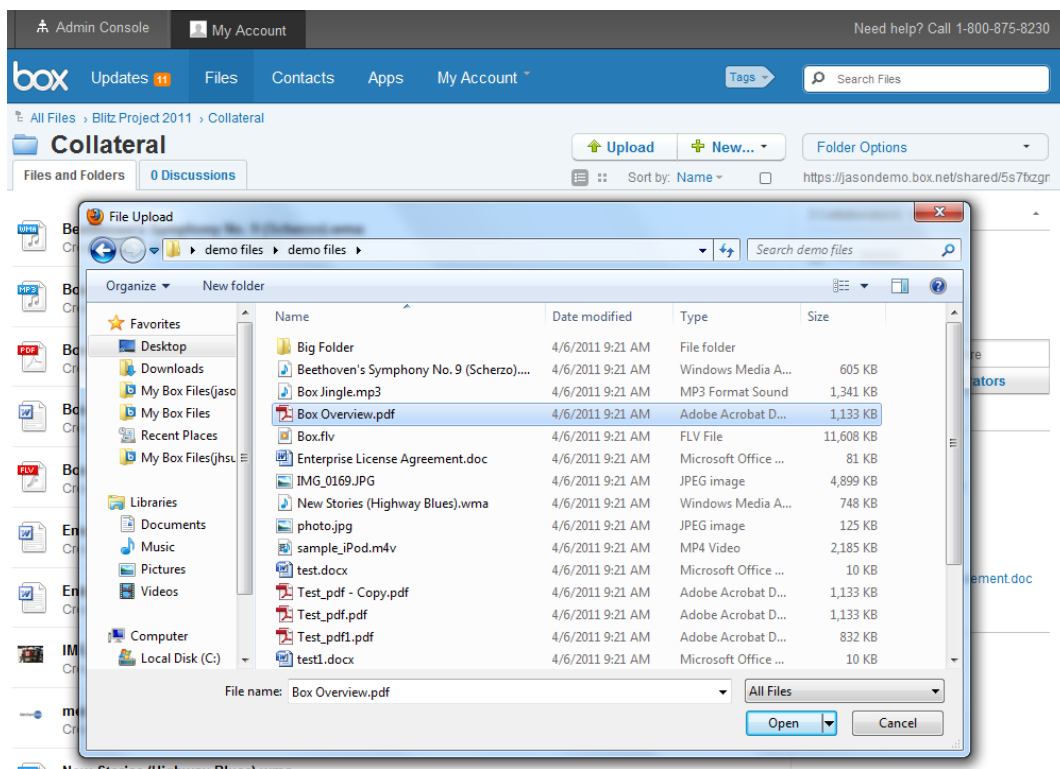 Admin Console My Account Need help? Call 1-800-875-8230
box Updates 11 Files Contacts Apps My Account Tags Search Files
All Files › Blitz Project 2011 › Collateral
Collateral Upload New... Folder Options
Files and Folders 0 Discussions Sort by: Name https://jasondemo.box.net/shared/5s7fxzgr
File Upload
demo files demo files Search demo files
Organize New folder
Favorites
Desktop
Downloads
My Box Files(jaso
My Box Files
Recent Places
My Box Files(jhsu
Libraries
Documents
Music
Pictures
Videos
Computer
Local Disk (C:)
Name Date modified Type Size
Big Folder 4/6/2011 9:21 AM File folder
Beethoven's Symphony No. 9 (Scherzo).... 4/6/2011 9:21 AM Windows Media A... 605 KB
Box Jingle.mp3 4/6/2011 9:21 AM MP3 Format Sound 1,341 KB
Box Overview.pdf 4/6/2011 9:21 AM Adobe Acrobat D... 1,133 KB
Box.flv 4/6/2011 9:21 AM FLV File 11,608 KB
Enterprise License Agreement.doc 4/6/2011 9:21 AM Microsoft Office ... 81 KB
IMG_0169.JPG 4/6/2011 9:21 AM JPEG image 4,899 KB
New Stories (Highway Blues).wma 4/6/2011 9:21 AM Windows Media A... 748 KB
photo.jpg 4/6/2011 9:21 AM JPEG image 125 KB
sample_iPod.m4v 4/6/2011 9:21 AM MP4 Video 2,185 KB
test.docx 4/6/2011 9:21 AM Microsoft Office ... 10 KB
Test_pdf - Copy.pdf 4/6/2011 9:21 AM Adobe Acrobat D... 1,133 KB
Test_pdf.pdf 4/6/2011 9:21 AM Adobe Acrobat D... 1,133 KB
Test_pdf1.pdf 4/6/2011 9:21 AM Adobe Acrobat D... 832 KB
test1.docx 4/6/2011 9:21 AM Microsoft Office ... 10 KB
File name: Box Overview.pdf All Files
Open Cancel
WMA
MP3
PDF
FLV
ement.doc